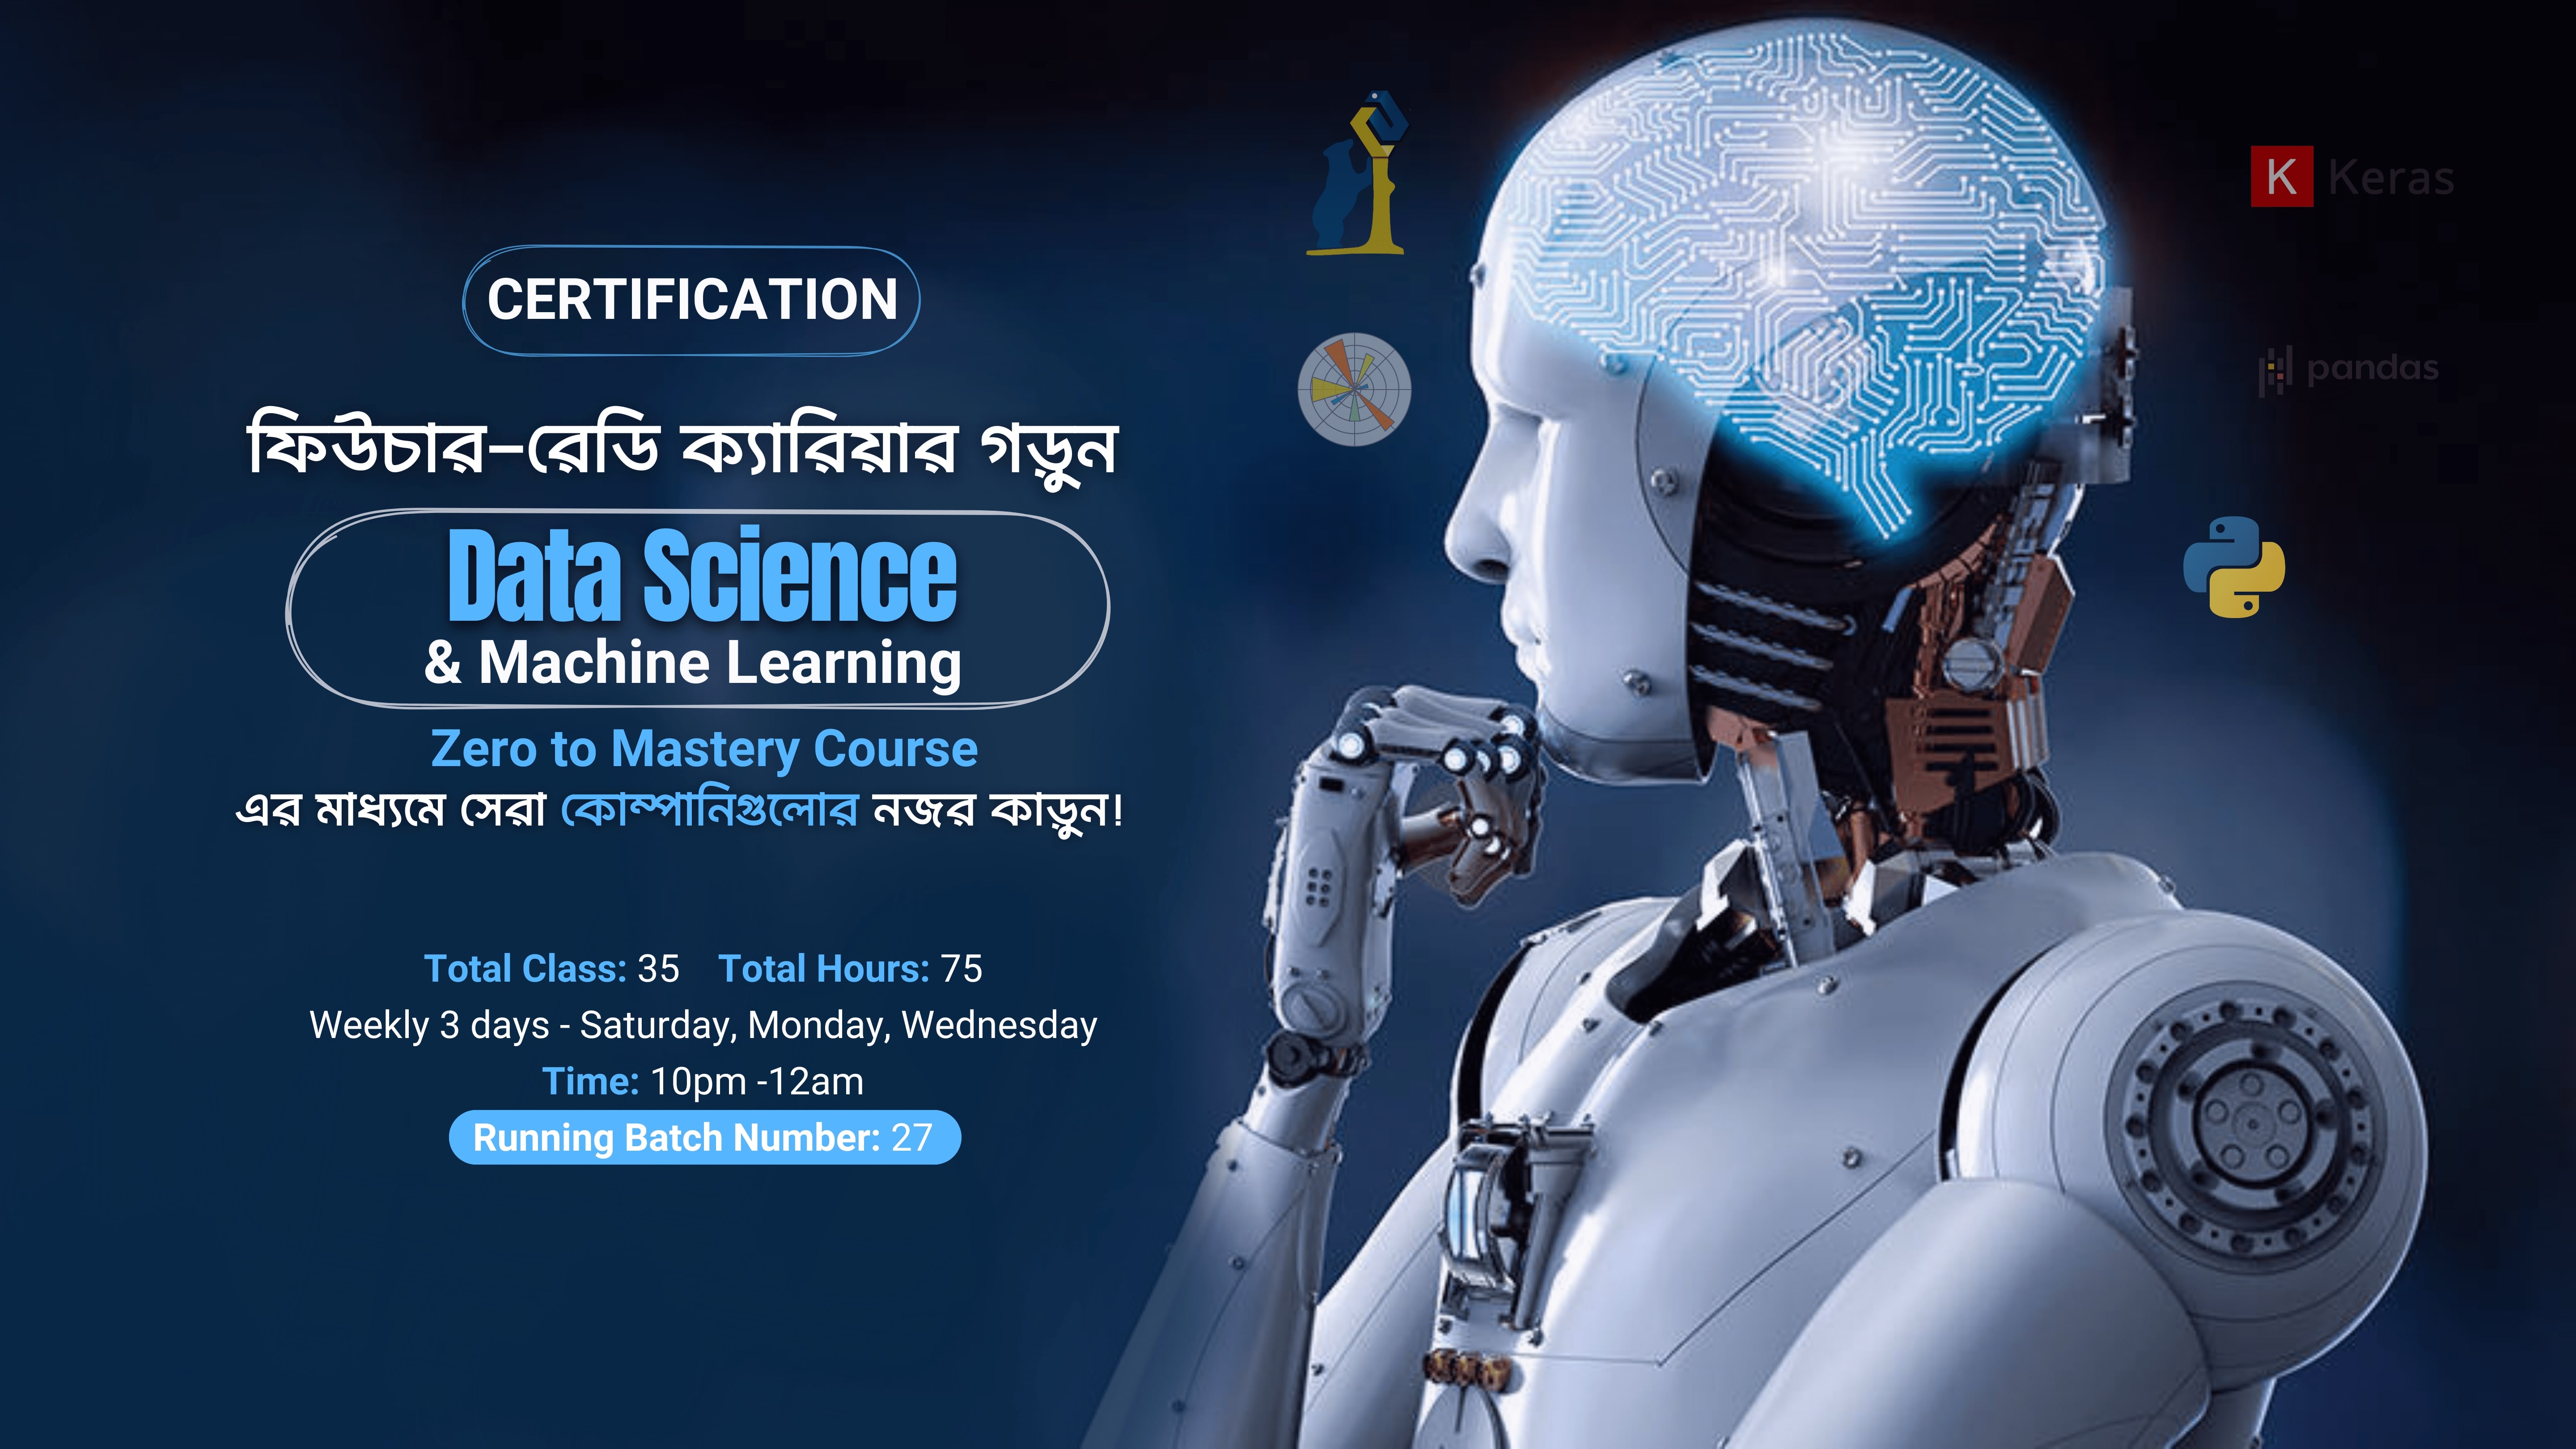 CERTIFICATION
ফিউচার-রেডি ক্যারিয়ার গড়ুন
Data Science
& Machine Learning
Zero to Mastery Course
এর মাধ্যমে সেরা কোম্পানিগুলোর নজর কাড়ুন!
Total Class: 35 Total Hours: 75
Weekly 3 days - Saturday, Monday, Wednesday
Time: 10pm -12am
Running Batch Number: 27
K Keras
pandas